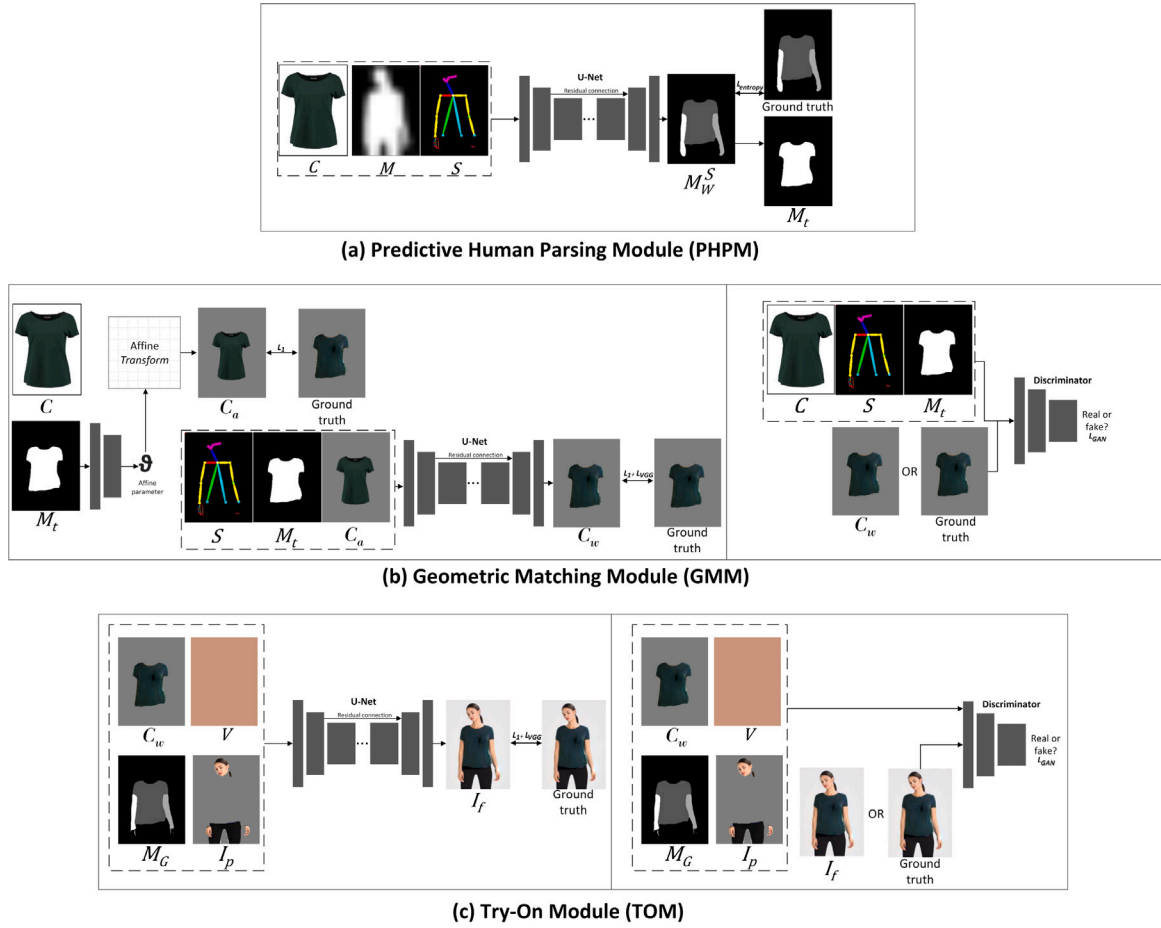 U-Net
Residual connection
...
L_entropy
Ground truth
C
M
S
M_W^S
M_t
(a) Predictive Human Parsing Module (PHPM)
C
Affine
Transform
C_a
L_1
Ground
truth
M_t
ϑ
Affine
parameter
S
M_t
C_a
U-Net
Residual connection
...
C_w
L_1 + L_VGG
Ground
truth
C
S
M_t
C_w
OR
Ground
truth
Discriminator
Real or
fake?
L_GAN
(b) Geometric Matching Module (GMM)
C_w
V
M_G
I_p
U-Net
Residual connection
...
I_f
L_1 + L_VGG
Ground
truth
C_w
V
M_G
I_p
I_f
OR
Ground
truth
Discriminator
Real or
fake?
L_GAN
(c) Try-On Module (TOM)